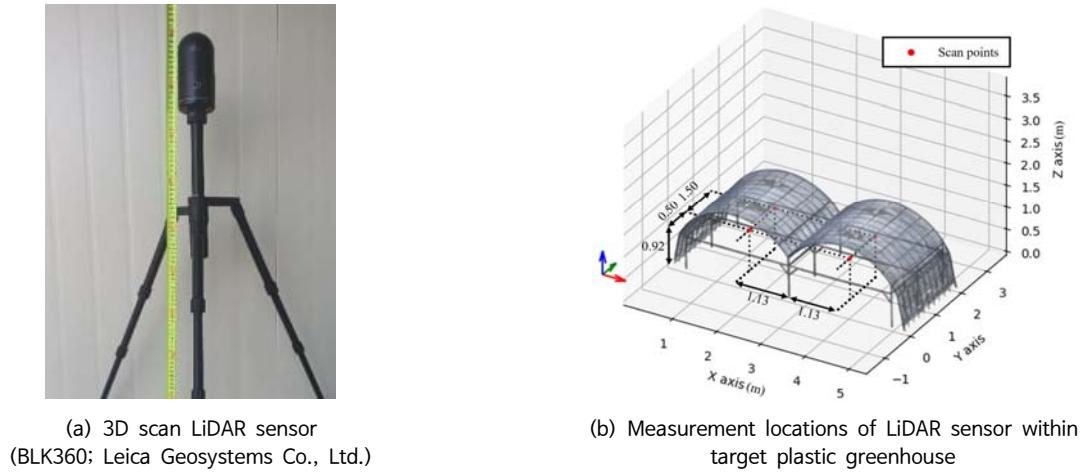 Scan points
3.5
3.0
2.5
2.0
1.5
1.0
0.5
0.0
Z axis(m)
0.50
1.50
0.92
1.13
1.13
1
2
3
4
5
X axis(m)
-1
0
1
2
3
Y axis
(a) 3D scan LiDAR sensor
(BLK360; Leica Geosystems Co., Ltd.)
(b) Measurement locations of LiDAR sensor within
target plastic greenhouse